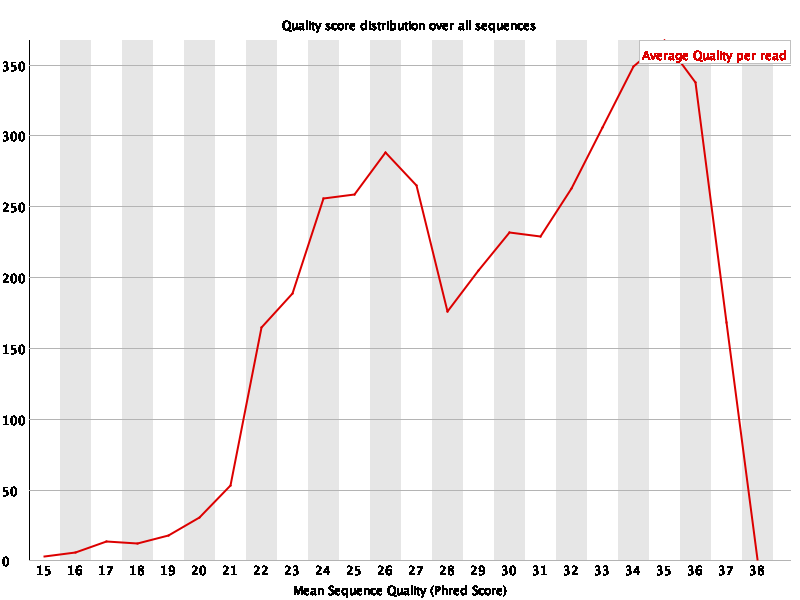 Quality score distribution over all sequences
Average Quality per read
350
300
250
200
150
100
50
0
15 16 17 18 19 20 21 22 23 24 25 26 27 28 29 30 31 32 33 34 35 36 37 38
Mean Sequence Quality (Phred Score)